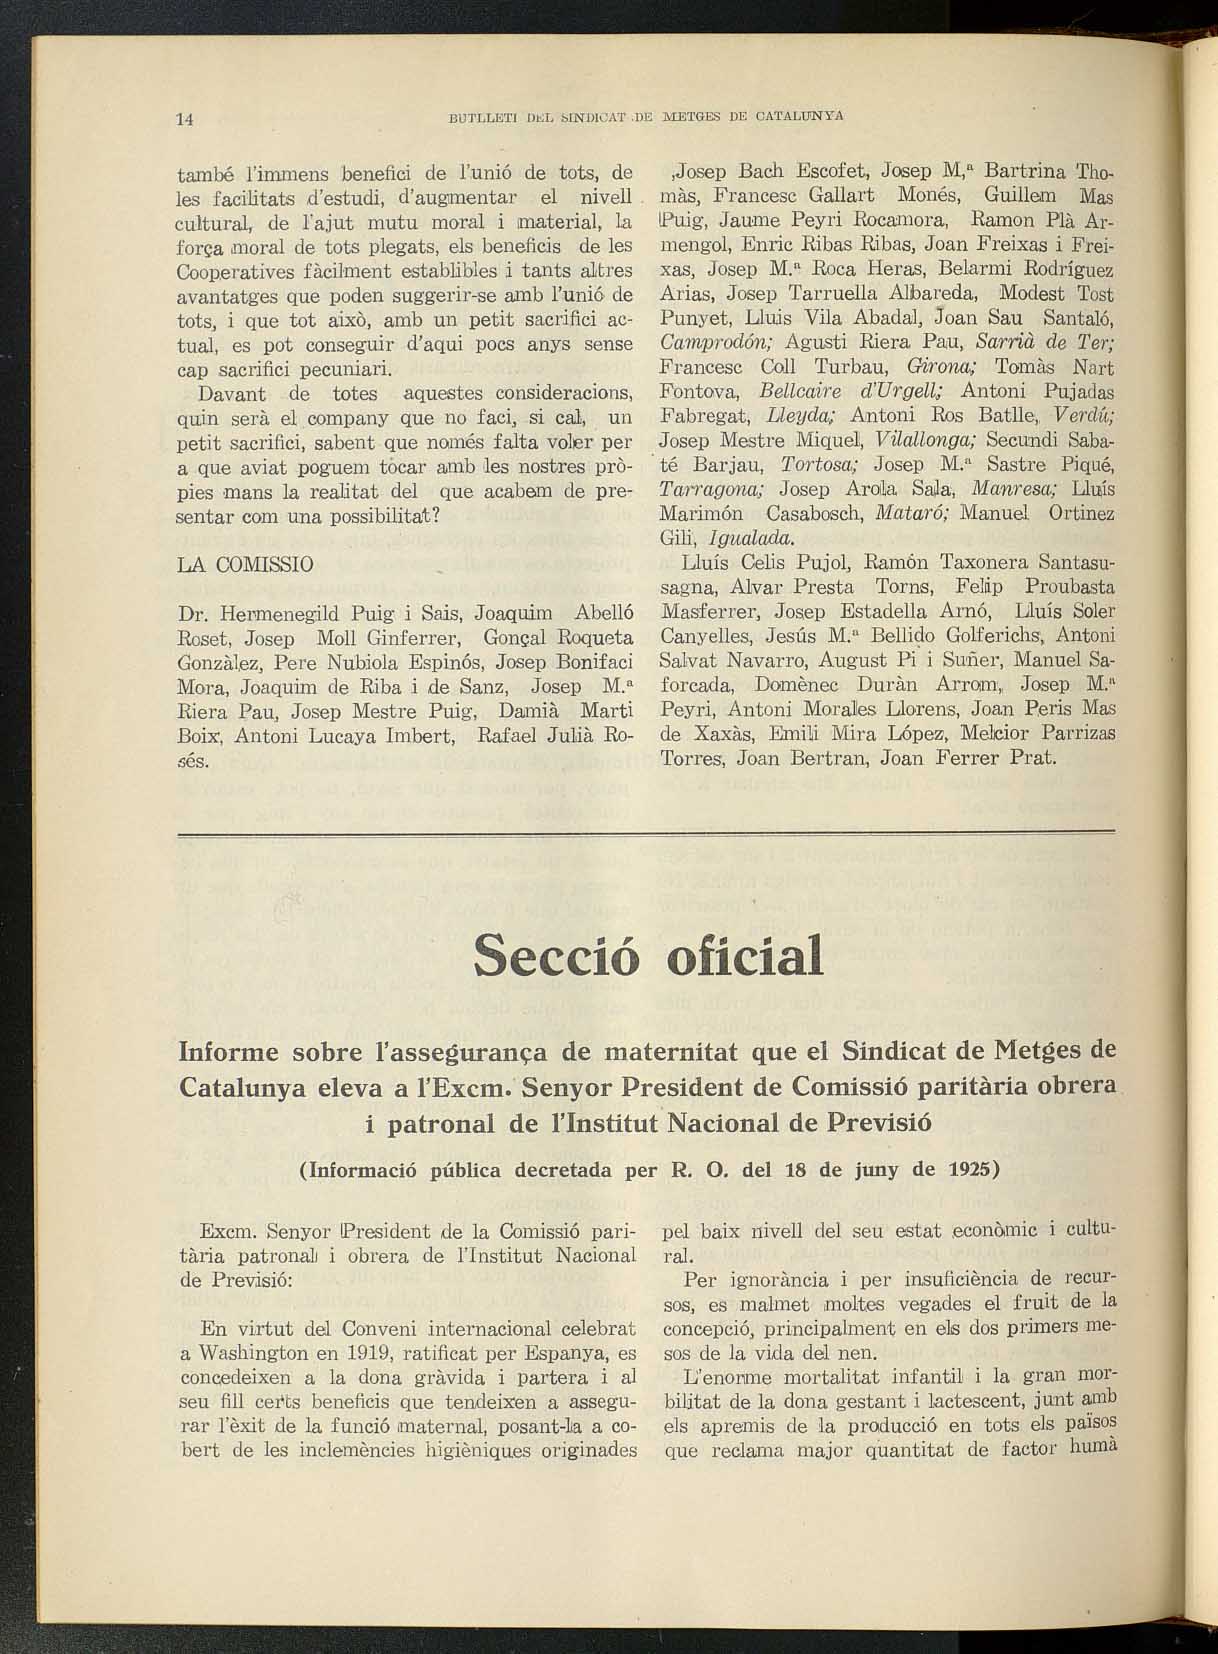 14
BUTLLETI DEL SINDICAT DE METGES DE CATALUNYA
també l'immens benefici de l'unió de tots, de
les facilitats d'estudi, d'augmentar el nivell
cultural, de l'ajut mutu moral i material, la
força moral de tots plegats, els beneficis de les
Cooperatives fàcilment establibles i tants altres
avantatges que poden suggerir-se amb l'unió de
tots, i que tot això, amb un petit sacrifici ac-
tual, es pot conseguir d'aqui pocs anys sense
cap sacrifici pecuniari.
Davant de totes aquestes consideracions,
quin serà el company que no faci, si cal, un
petit sacrifici, sabent que només falta voler per
a que aviat poguem tocar amb les nostres prò-
pies mans la realitat del que acabem de pre-
sentar com una possibilitat?
LA COMISSIO
Dr. Hermenegild Puig i Sais, Joaquim Abelló
Roset, Josep Moll Ginferrer, Gonçal Roqueta
Gonzàlez, Pere Nubiola Espinós, Josep Bonifaci
Mora, Joaquim de Riba i de Sanz, Josep M.ª
Riera Pau, Josep Mestre Puig, Damià Marti
Boix, Antoni Lucaya Imbert, Rafael Julià Ro-
sés.
,Josep Bach Escofet, Josep M,ª Bartrina Tho-
màs, Francesc Gallart Monés, Guillem Mas
Puig, Jaume Peyri Rocamora, Ramon Plà Ar-
mengol, Enric Ribas Ribas, Joan Freixas i Frei-
xas, Josep M.ª Roca Heras, Belarmi Rodríguez
Arias, Josep Tarruella Albareda, Modest Tost
Punyet, Lluis Vila Abadal, Joan Sau Santaló,
Camprodón; Agusti Riera Pau, Sarrià de Ter;
Francesc Coll Turbau, Girona; Tomàs Nart
Fontova, Bellcaire d'Urgell; Antoni Pujadas
Fabregat, Lleyda; Antoni Ros Batlle, Verdú;
Josep Mestre Miquel, Vilallonga; Secundi Saba-
té Barjau, Tortosa; Josep M.ª Sastre Piqué,
Tarragona; Josep Arola Sala, Manresa; Lluís
Marimón Casabosch, Mataró; Manuel Ortinez
Gili, Igualada.
Lluís Celis Pujol, Ramón Taxonera Santasu-
sagna, Alvar Presta Torns, Felip Proubasta
Masferrer, Josep Estadella Arnó, Lluís Soler
Canyelles, Jesús M.ª Bellido Golferichs, Antoni
Salvat Navarro, August Pi i Suñer, Manuel Sa-
forcada, Domènec Duràn Arrom, Josep M.ª
Peyri, Antoni Morales Llorens, Joan Peris Mas
de Xaxàs, Emili Mira López, Melcior Parrizas
Torres, Joan Bertran, Joan Ferrer Prat.
Secció oficial
Informe sobre l'assegurança de maternitat que el Sindicat de Metges de
Catalunya eleva a l'Excm. Senyor President de Comissió paritària obrera
i patronal de l'Institut Nacional de Previsió
(Informació pública decretada per R. O. del 18 de juny de 1925)
Excm. Senyor President de la Comissió pari-
tària patronal i obrera de l'Institut Nacional
de Previsió:
En virtut del Conveni internacional celebrat
a Washington en 1919, ratificat per Espanya, es
concedeixen a la dona gràvida i partera i al
seu fill certs beneficis que tendeixen a assegu-
rar l'èxit de la funció maternal, posant-la a co-
bert de les inclemències higièniques originades
pel baix nivell del seu estat econòmic i cultu-
ral.
Per ignorància i per insuficiència de recur-
sos, es malmet moltes vegades el fruit de la
concepció, principalment en els dos primers me-
sos de la vida del nen.
L'enorme mortalitat infantil i la gran mor-
bilitat de la dona gestant i lactescent, junt amb
els apremis de la producció en tots els països
que reclama major quantitat de factor humà